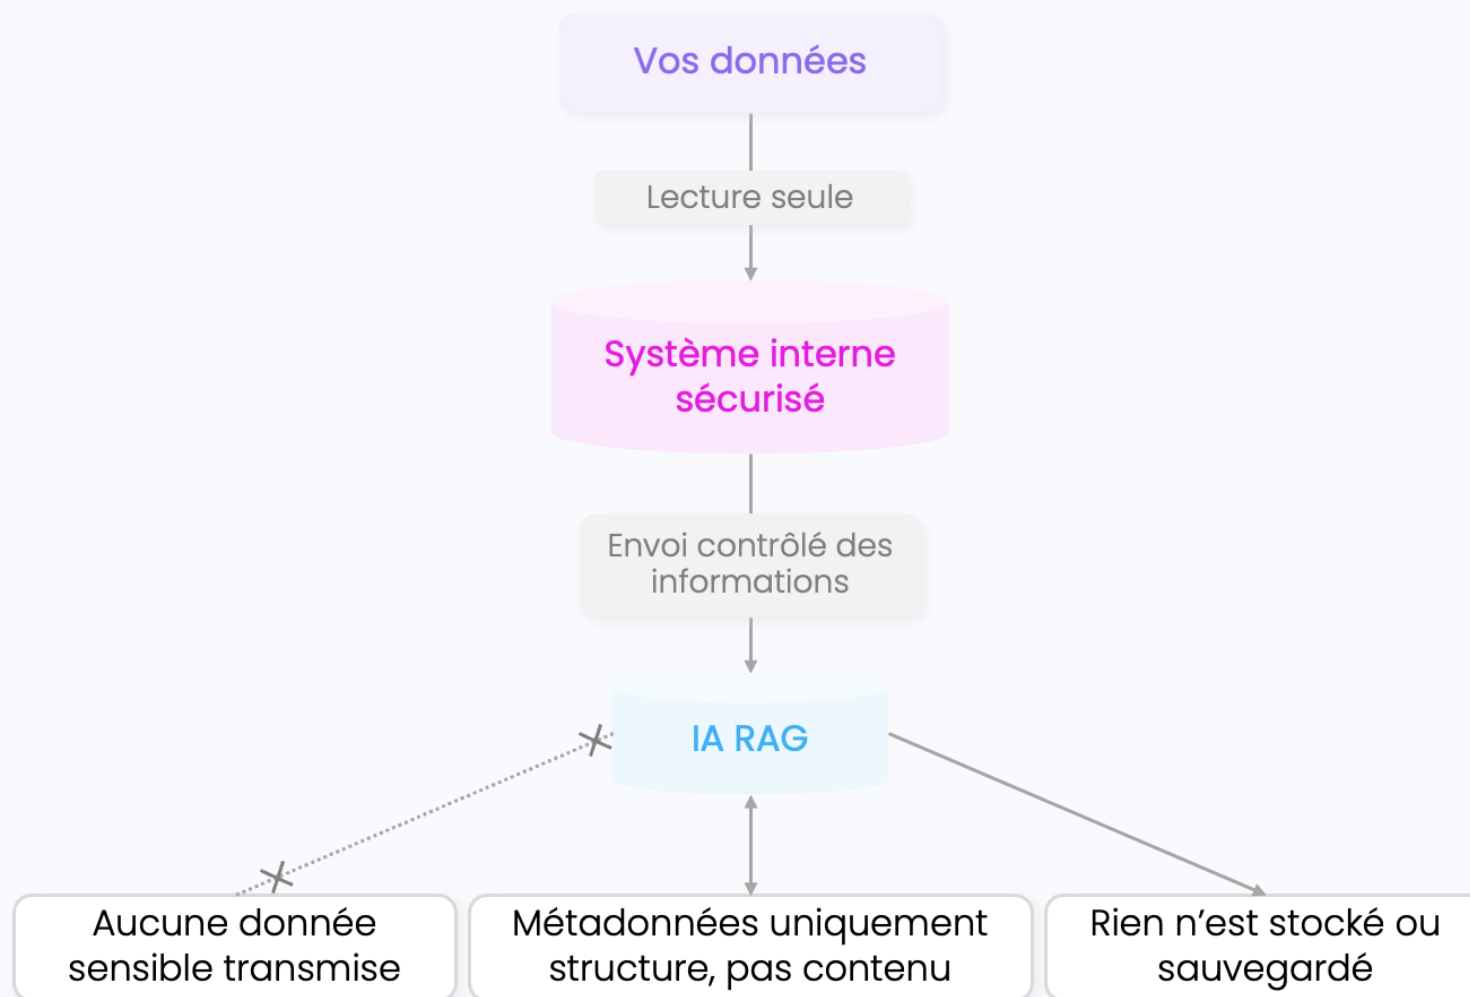 Vos données
Lecture seule
Système interne
sécurisé
Envoi contrôlé des
informations
IA RAG
Aucune donnée
sensible transmise
Métadonnées uniquement
structure, pas contenu
Rien n’est stocké ou
sauvegardé